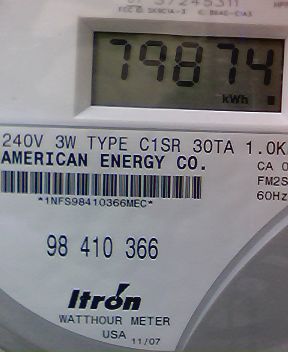 79874
kWh
240V 3W TYPE C1SR 30TA 1.0K
AMERICAN ENERGY CO.
CA 0
FM2S
60Hz
*1NFS98410366MEC*
98 410 366
Itron
WATTHOUR METER
USA 11/07